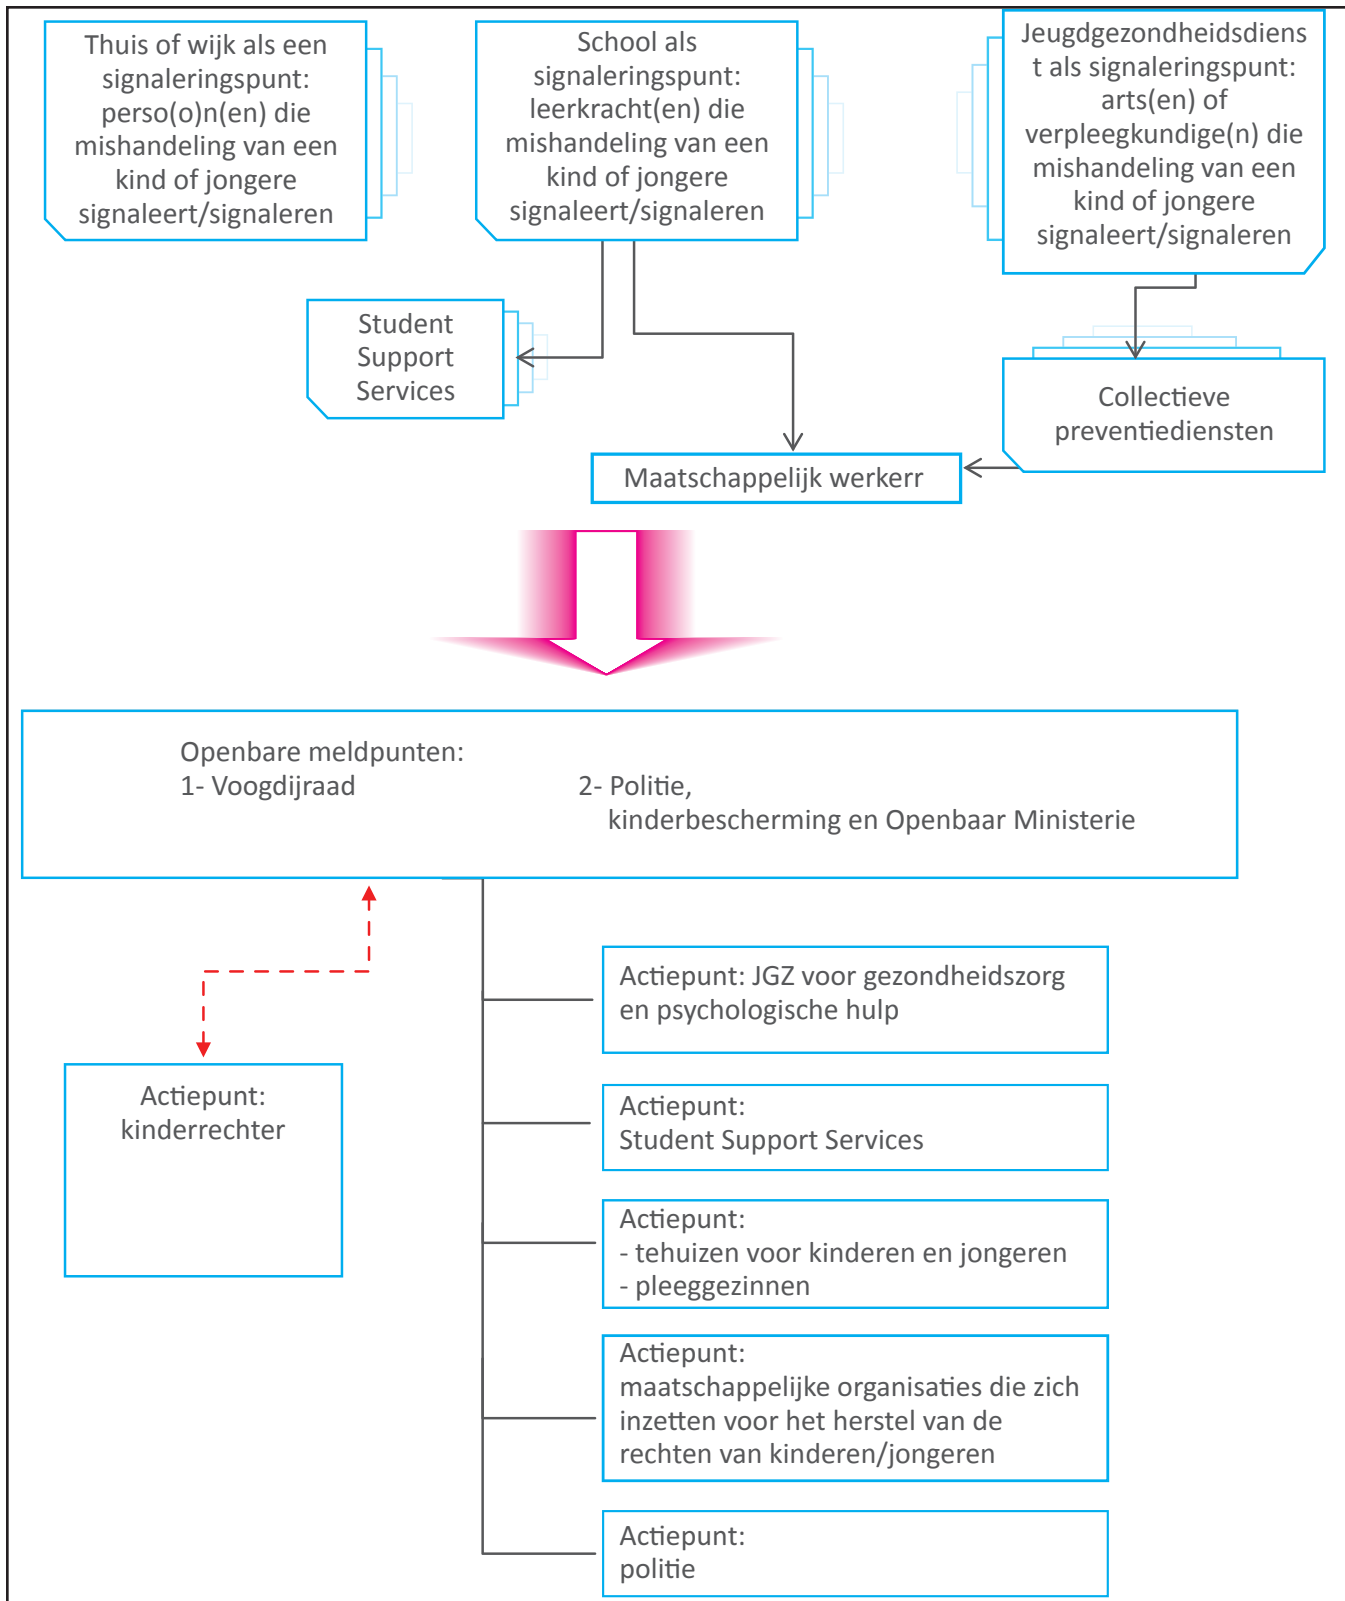 Thuis of wijk als een
signaleringspunt:
perso(o)n(en) die
mishandeling van een
kind of jongere
signaleert/signaleren
School als
signaleringspunt:
leerkracht(en) die
mishandeling van een
kind of jongere
signaleert/signaleren
Jeugdgezondheidsdiens
t als signaleringspunt:
arts(en) of
verpleegkundige(n) die
mishandeling van een
kind of jongere
signaleert/signaleren
Student
Support
Services
Collectieve
preventiediensten
Maatschappelijk werkerr
Openbare meldpunten:
1- Voogdijraad
2- Politie,
kinderbescherming en Openbaar Ministerie
Actiepunt:
kinderrechter
Actiepunt: JGZ voor gezondheidszorg
en psychologische hulp
Actiepunt:
Student Support Services
Actiepunt:
- tehuizen voor kinderen en jongeren
- pleeggezinnen
Actiepunt:
maatschappelijke organisaties die zich
inzetten voor het herstel van de
rechten van kinderen/jongeren
Actiepunt:
politie